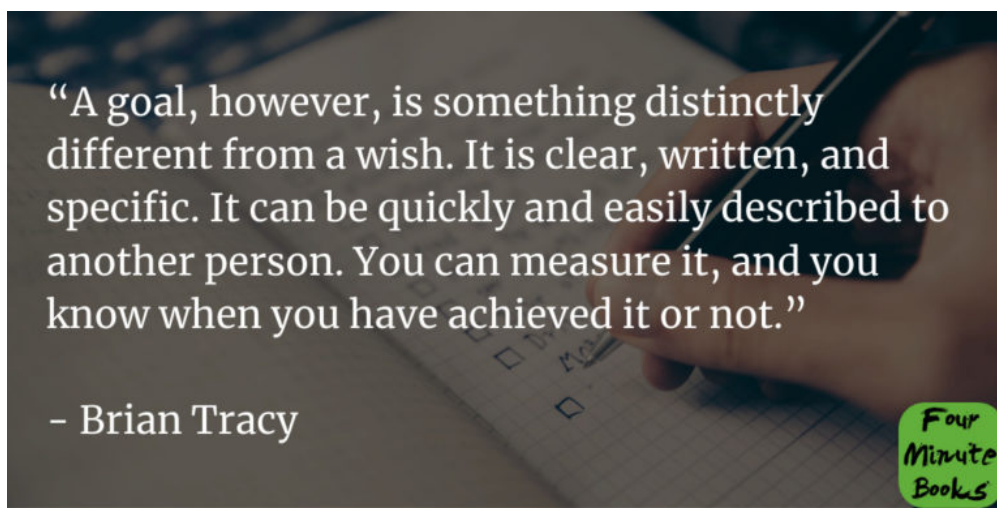 “A goal, however, is something distinctly
different from a wish. It is clear, written, and
specific. It can be quickly and easily described to
another person. You can measure it, and you
know when you have achieved it or not.”
- Brian Tracy
Four
Minute
Books